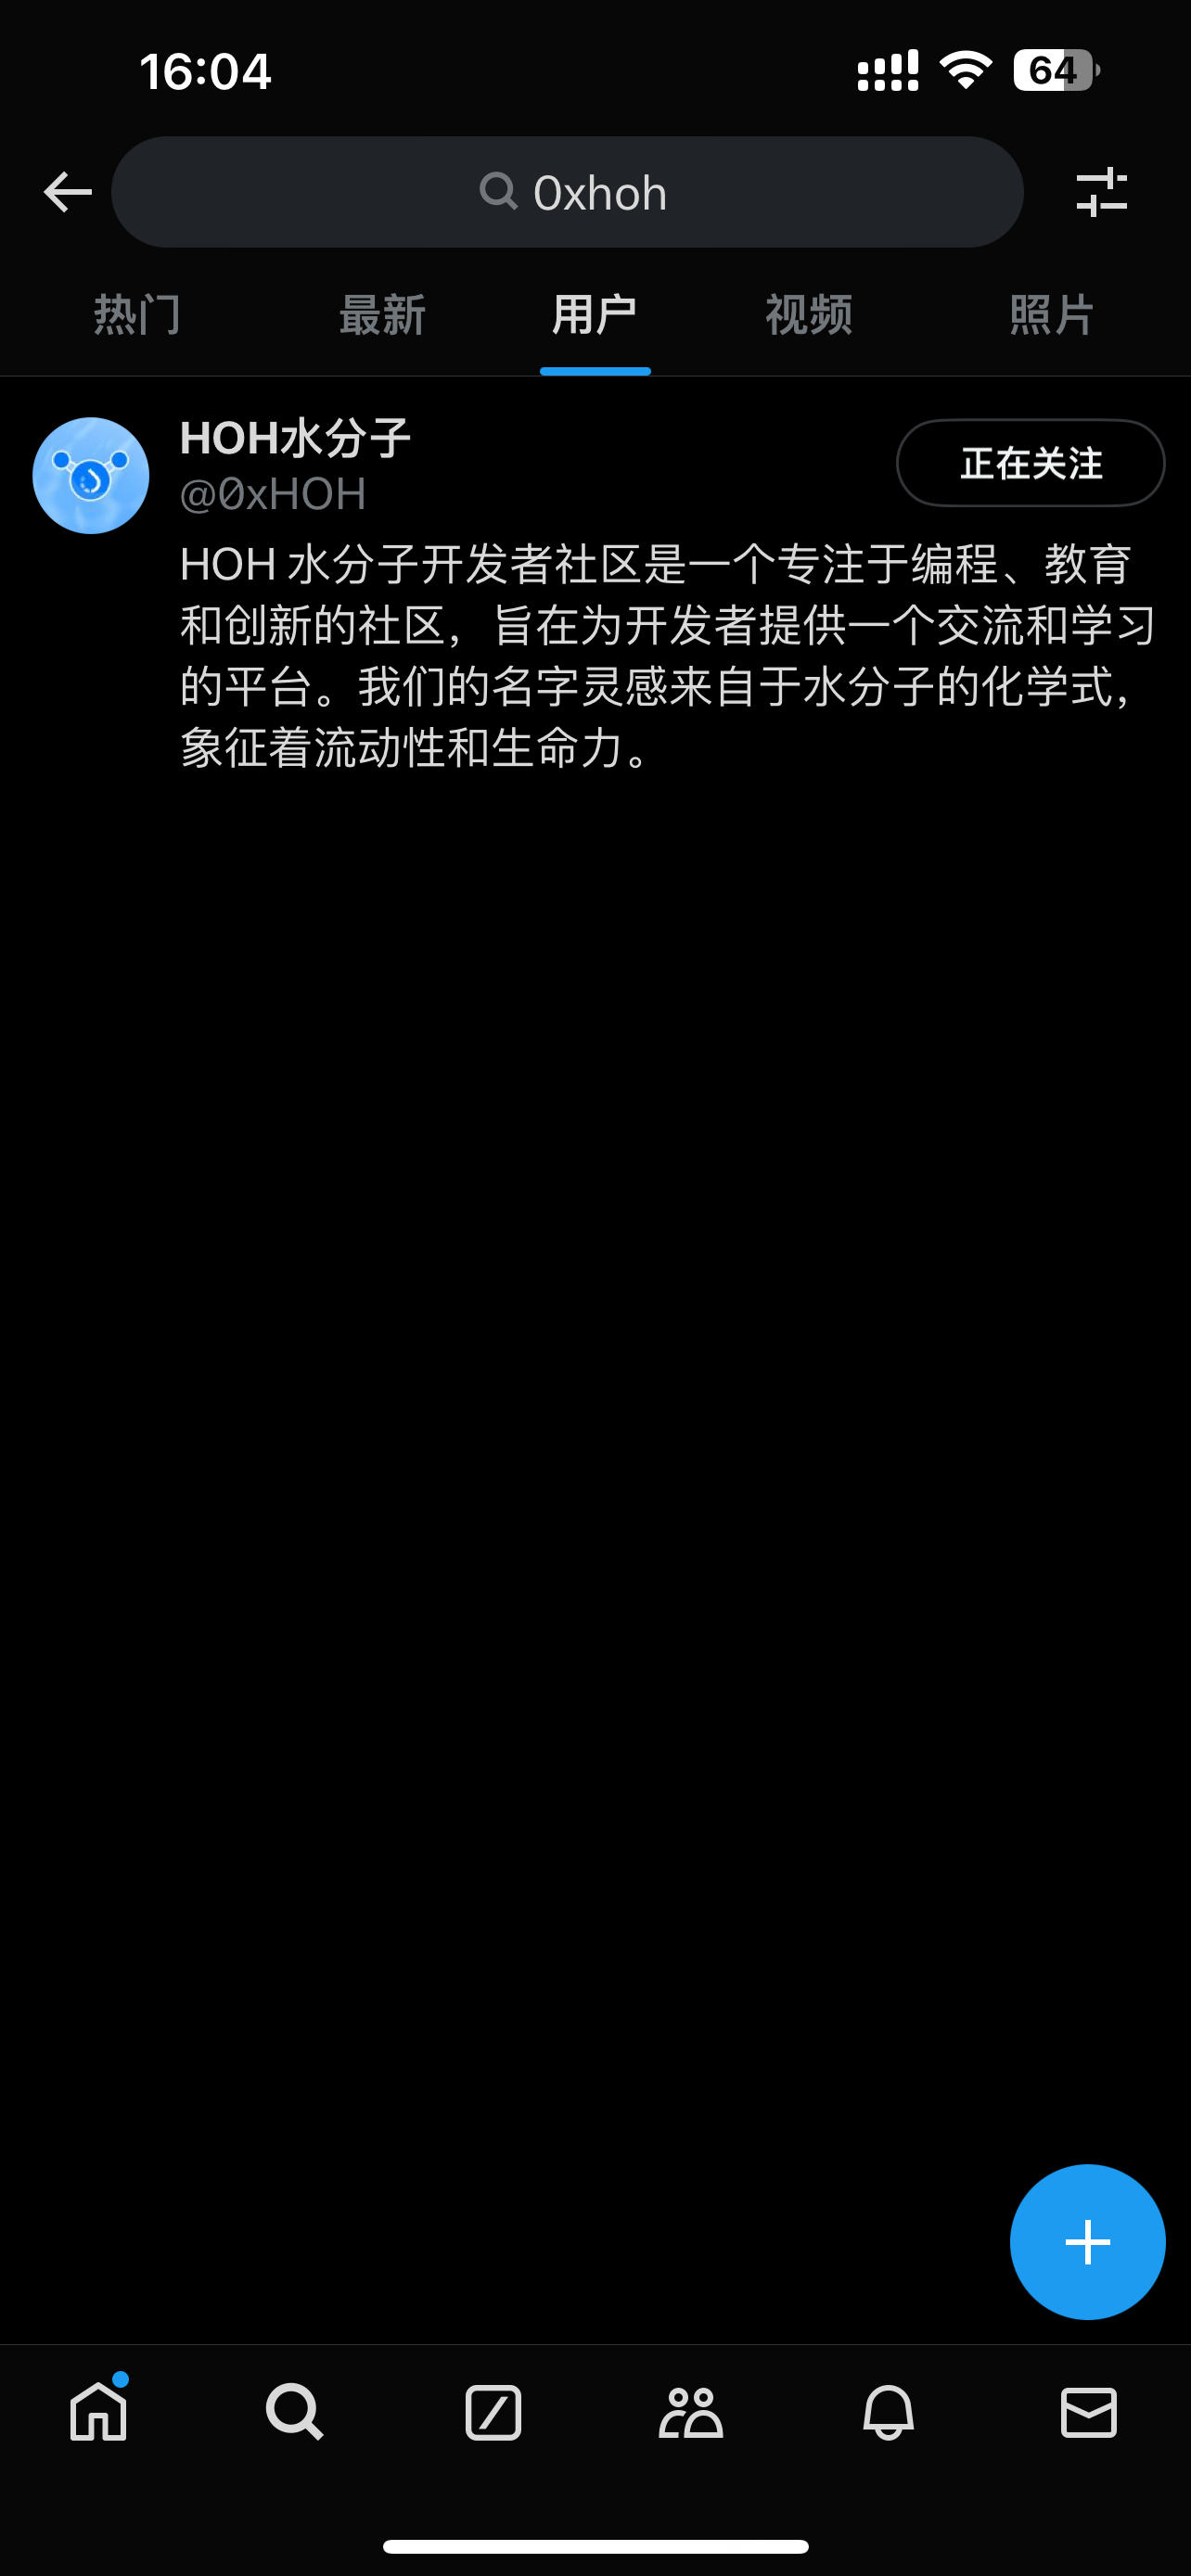 16:04
64
0xhoh
热门 最新 用户 视频 照片
HOH水分子
@0xHOH
正在关注
HOH 水分子开发者社区是一个专注于编程、教育
和创新的社区，旨在为开发者提供一个交流和学习
的平台。我们的名字灵感来自于水分子的化学式，
象征着流动性和生命力。